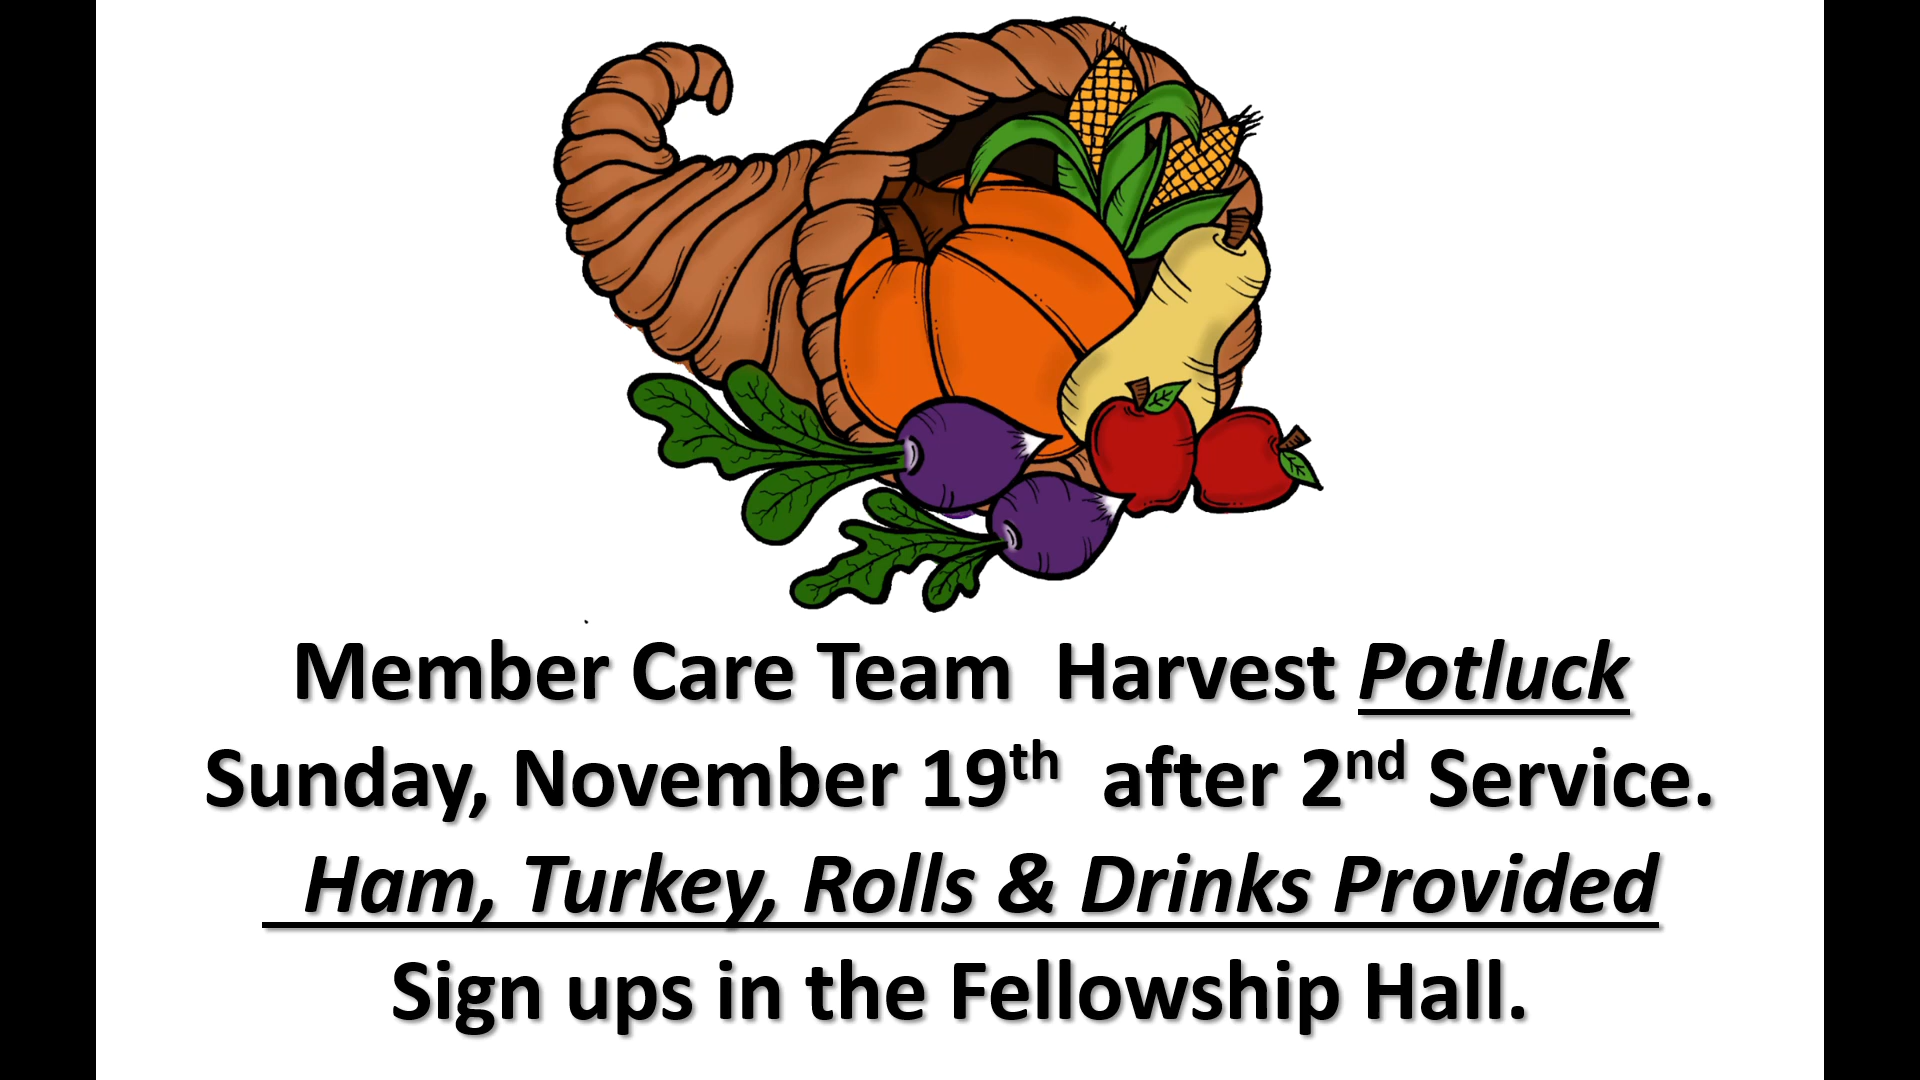 Member Care Team  Harvest Potluck
Sunday, November 19th  after 2nd Service.
Ham, Turkey, Rolls & Drinks Provided
Sign ups in the Fellowship Hall.